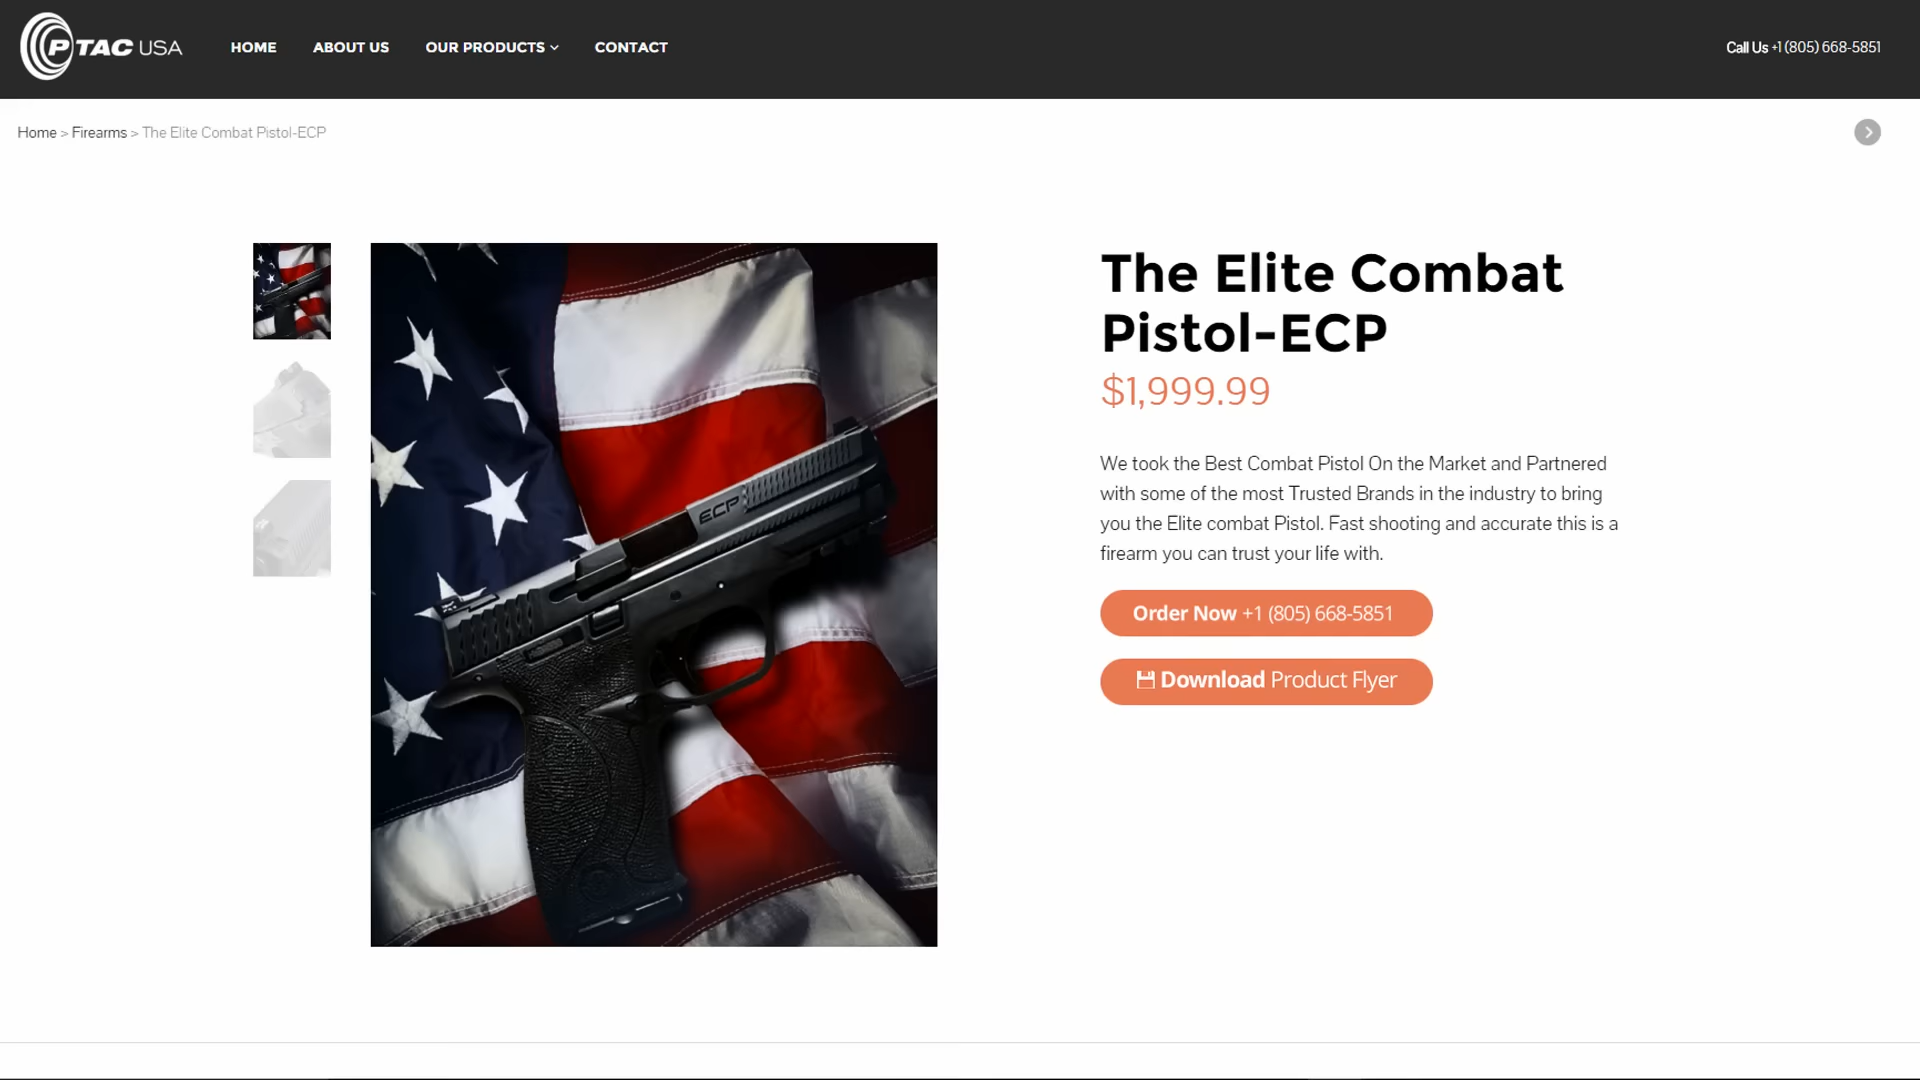 PTAC USA
HOME
ABOUT US
OUR PRODUCTS
CONTACT
Call Us +1 (805) 668-5851
Home > Firearms > The Elite Combat Pistol-ECP
The Elite Combat
Pistol-ECP
$1,999.99
ECP
We took the Best Combat Pistol On the Market and Partnered
with some of the most Trusted Brands in the industry to bring
you the Elite combat Pistol. Fast shooting and accurate this is a
firearm you can trust your life with.
Order Now +1 (805) 668-5851
Download Product Flyer